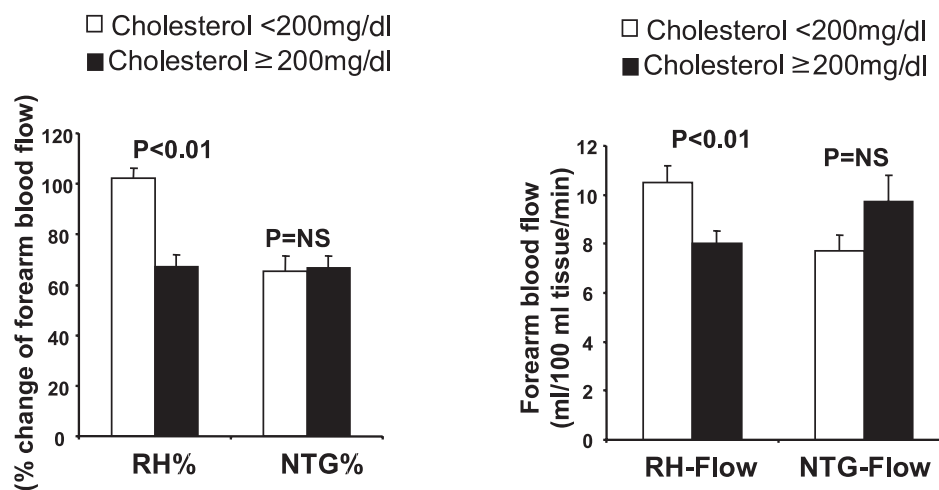 Cholesterol <200mg/dl
Cholesterol ≥200mg/dl
(% change of forearm blood flow)
120
100
80
60
40
20
0
P<0.01
P=NS
RH%
NTG%
Cholesterol <200mg/dl
Cholesterol ≥200mg/dl
Forearm blood flow
(ml/100 ml tissue/min)
12
10
8
6
4
2
0
P<0.01
P=NS
RH-Flow
NTG-Flow